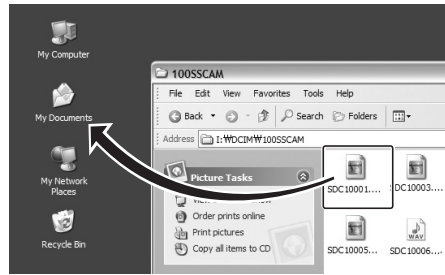 My Computer
My Documents
My Network
Places
Recycle Bin
100SSCAM
File Edit View Favorites Tools Help
Back Search Folders
Address I:₩DCIM₩100SSCAM
Picture Tasks
Order prints online
Print pictures
Copy all items to CD
SDC10001.... SDC10003....
SDC10005... SDC10006...
WAV